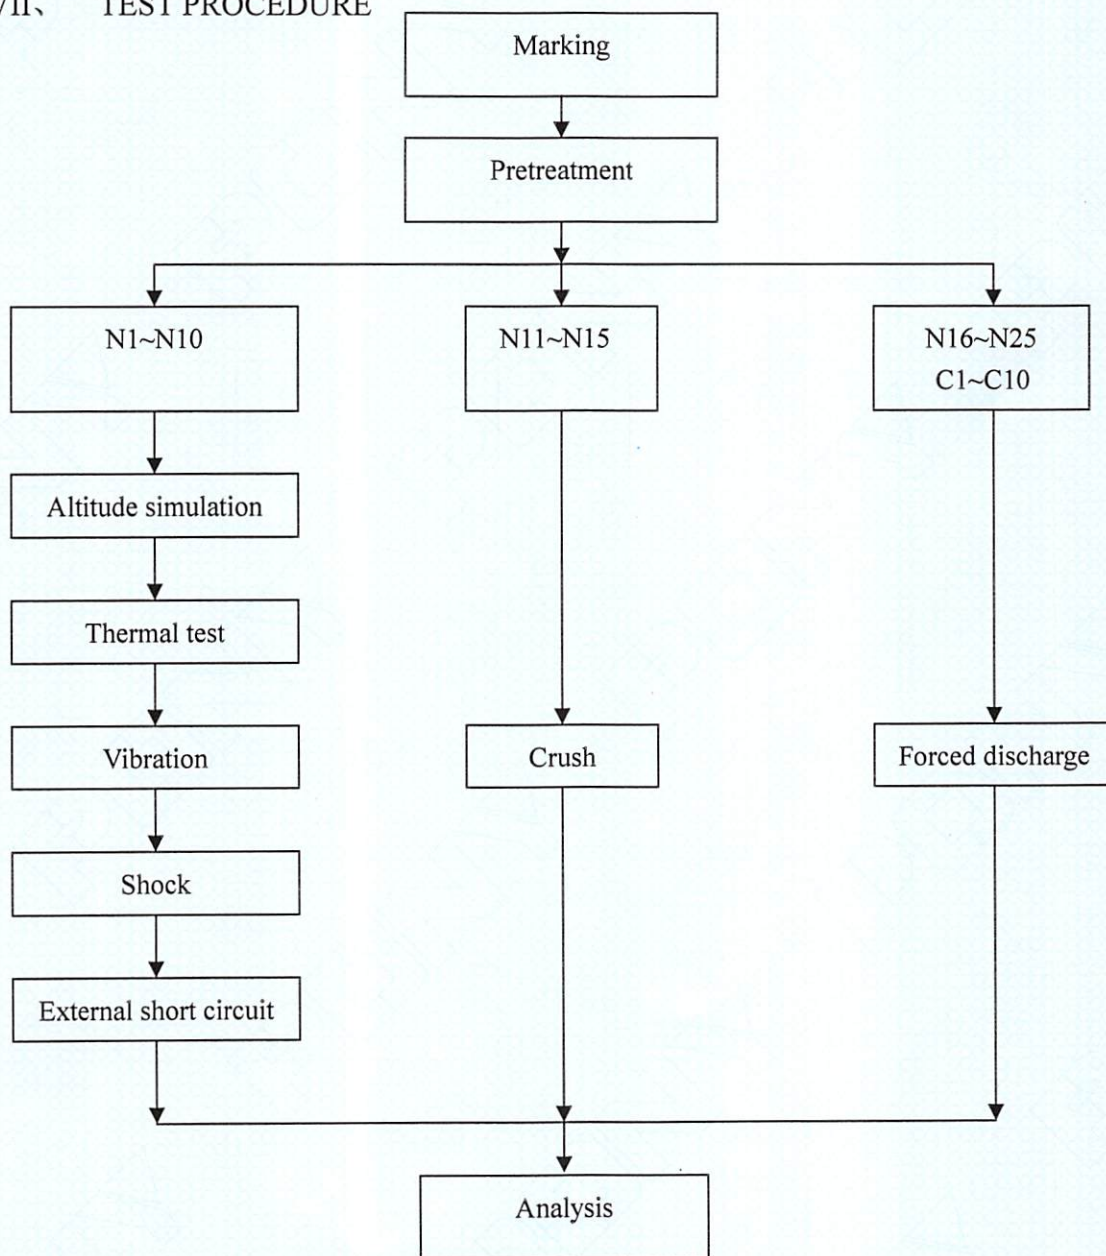 TEST PROCEDURE
Marking
Pretreatment
N1~N10
N11~N15
N16~N25
C1~C10
Altitude simulation
Thermal test
Vibration
Crush
Forced discharge
Shock
External short circuit
Analysis